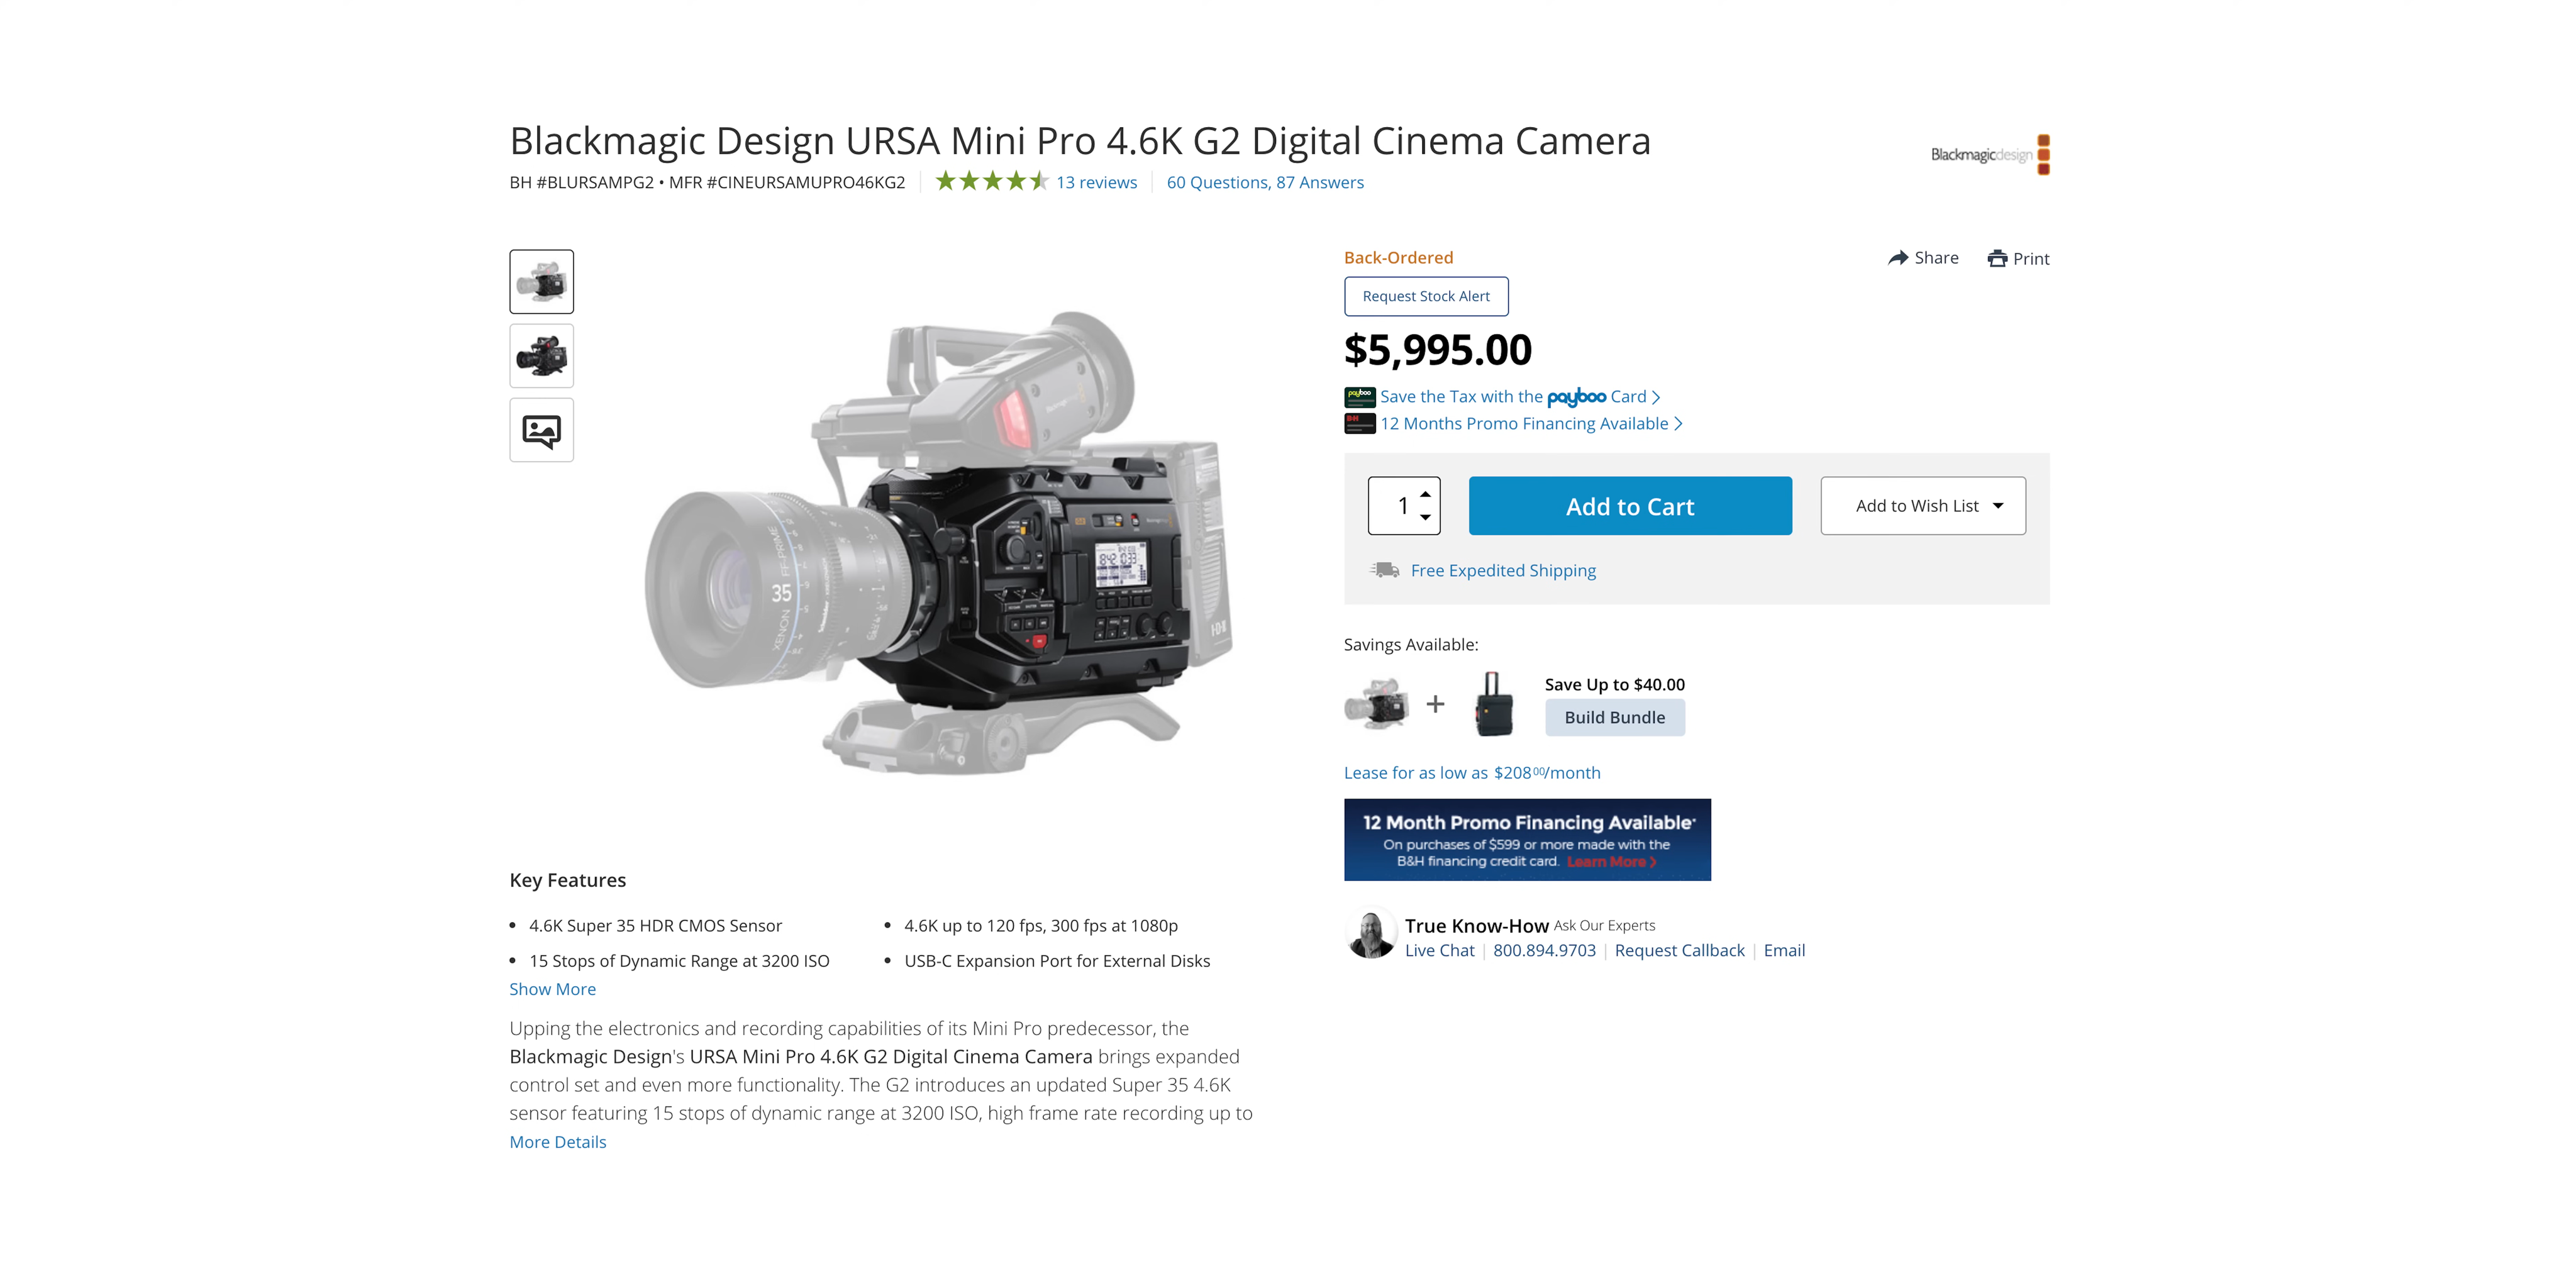 Blackmagic Design URSA Mini Pro 4.6K G2 Digital Cinema Camera
BH #BLURSAMPG2 • MFR #CINEURSAMUPRO46KG2
13 reviews
60 Questions, 87 Answers
Blackmagicdesign
Back-Ordered
Share
Print
Request Stock Alert
$5,995.00
payboo
Save the Tax with the payboo Card >
B&H
12 Months Promo Financing Available >
1
Add to Cart
Add to Wish List
Free Expedited Shipping
35
FF-PRIME
XENON
Schneider
Savings Available:
+
Save Up to $40.00
Build Bundle
Lease for as low as $208 00/month
12 Month Promo Financing Available*
On purchases of $599 or more made with the
B&H financing credit card. Learn More >
True Know-How Ask Our Experts
Live Chat | 800.894.9703 | Request Callback | Email
Key Features
• 4.6K Super 35 HDR CMOS Sensor
• 4.6K up to 120 fps, 300 fps at 1080p
• 15 Stops of Dynamic Range at 3200 ISO
• USB-C Expansion Port for External Disks
Show More
Upping the electronics and recording capabilities of its Mini Pro predecessor, the
Blackmagic Design's URSA Mini Pro 4.6K G2 Digital Cinema Camera brings expanded
control set and even more functionality. The G2 introduces an updated Super 35 4.6K
sensor featuring 15 stops of dynamic range at 3200 ISO, high frame rate recording up to
More Details